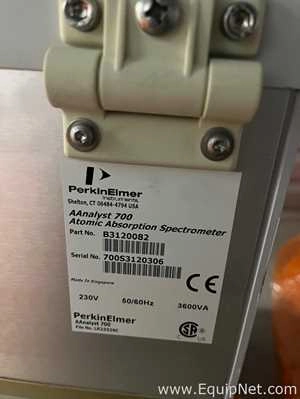 PerkinElmer
instruments.
Shelton, CT 06484-4794 USA
AAnalyst 700
Atomic Absorption Spectrometer
Part No. B3120082
Serial No. 700S3120306
Made In Singapore
CE
230V 50/60Hz 3600VA
PerkinElmer
AAnalyst 700
www.EquipNet.com